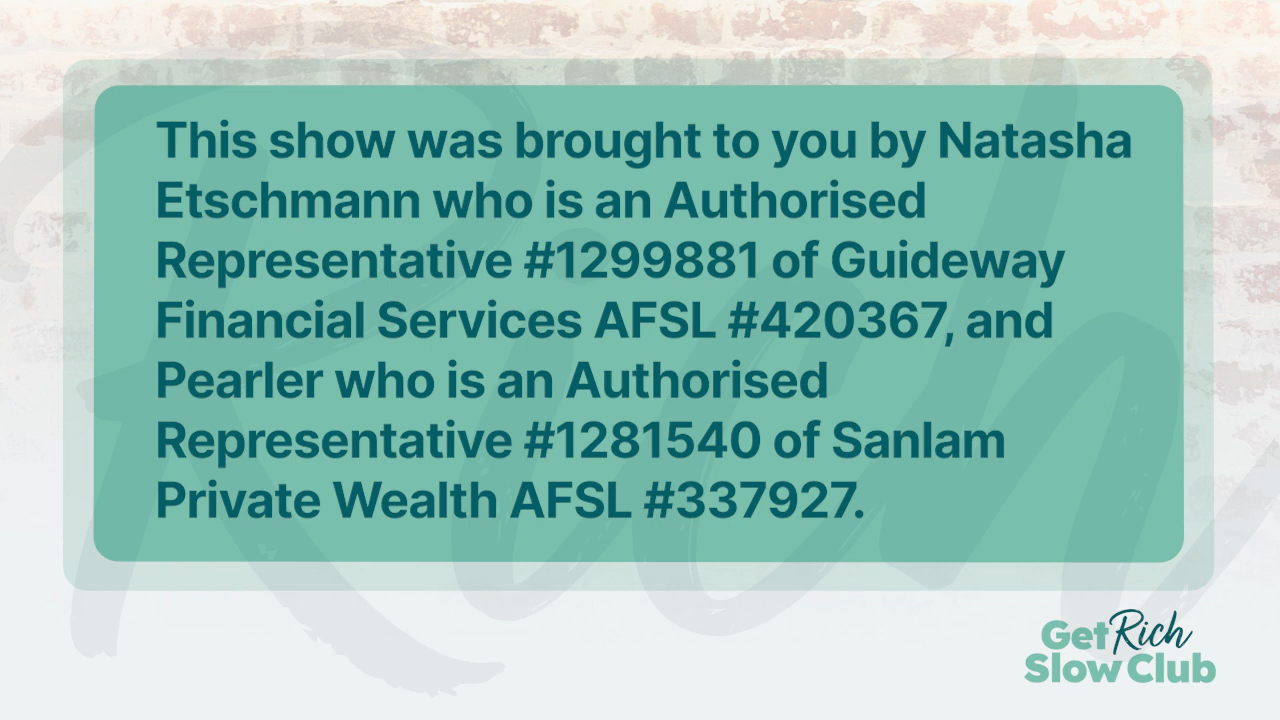 This show was brought to you by Natasha
Etschmann who is an Authorised
Representative #1299881 of Guideway
Financial Services AFSL #420367, and
Pearler who is an Authorised
Representative #1281540 of Sanlam
Private Wealth AFSL #337927.
Rich
Get Rich
Slow Club